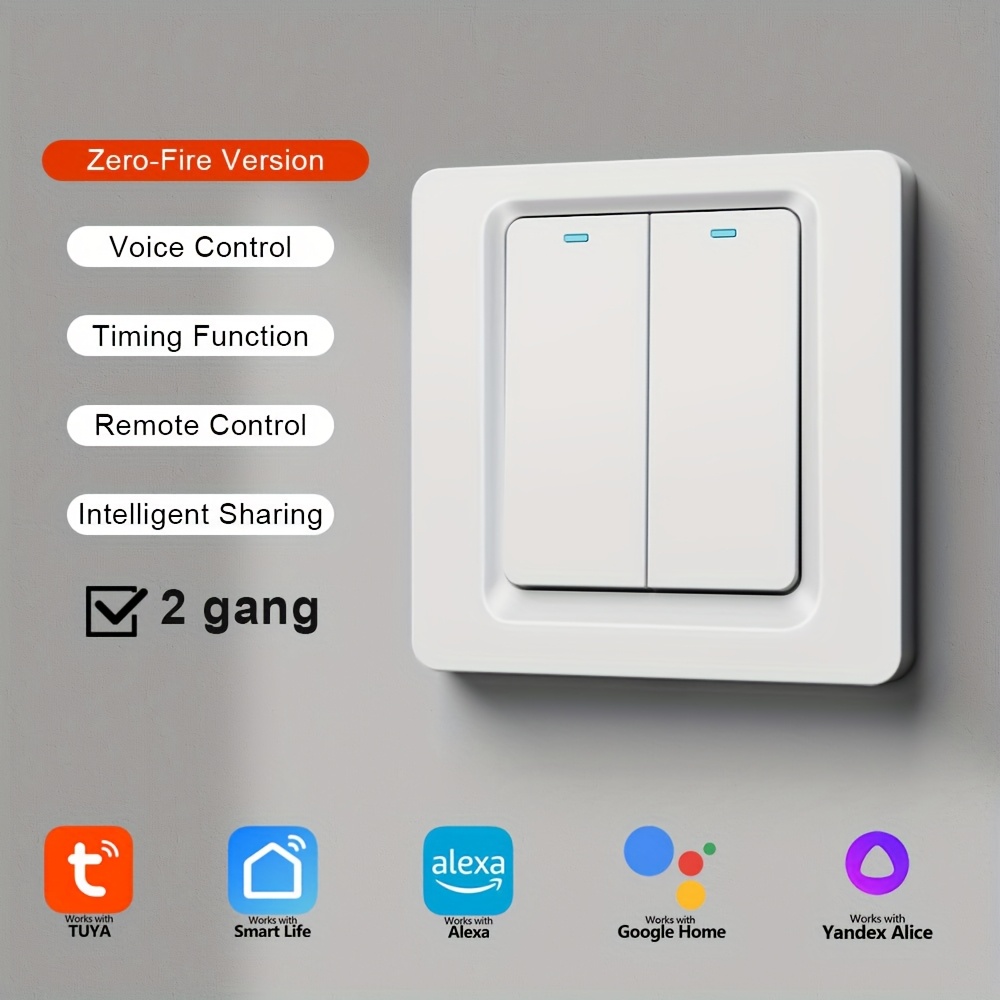 Zero-Fire Version
Voice Control
Timing Function
Remote Control
Intelligent Sharing
2 gang
alexa
Works with
TUYA
Works with
Smart Life
Works with
Alexa
Works with
Google Home
Works with
Yandex Alice